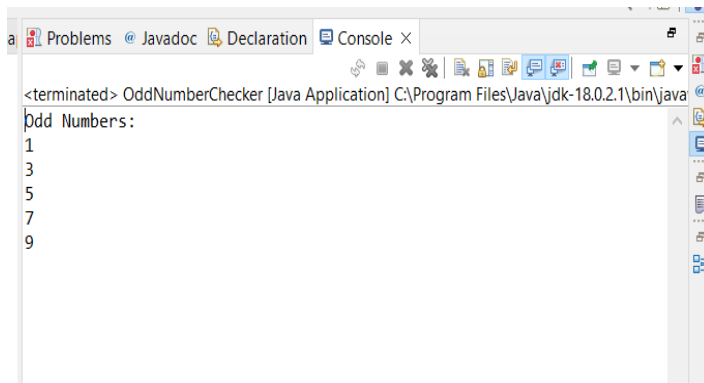 Problems @ Javadoc Declaration Console
<terminated> OddNumberChecker [Java Application] C:\Program Files\Java\jdk-18.0.2.1\bin\java
Odd Numbers:
1
3
5
7
9